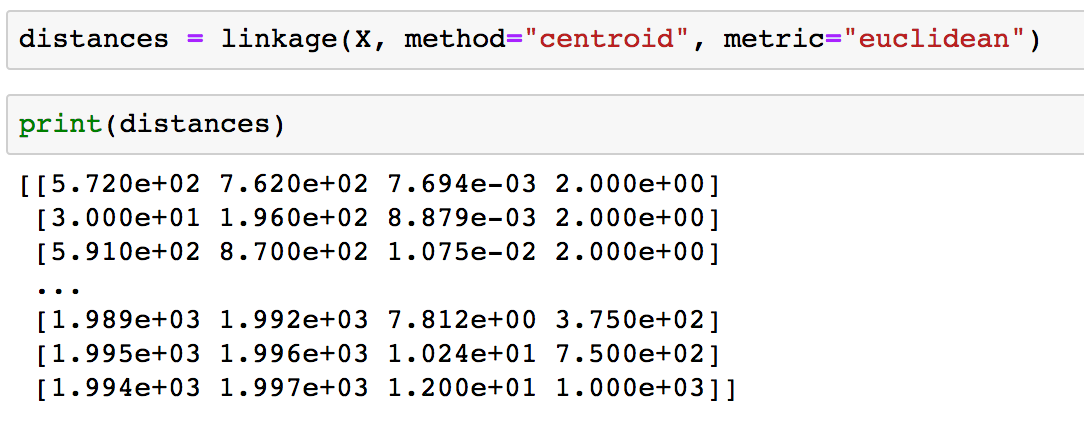 distances = linkage(X, method="centroid", metric="euclidean")
print(distances)
[[5.720e+02 7.620e+02 7.694e-03 2.000e+00]
 [3.000e+01 1.960e+02 8.879e-03 2.000e+00]
 [5.910e+02 8.700e+02 1.075e-02 2.000e+00]
 ...
 [1.989e+03 1.992e+03 7.812e+00 3.750e+02]
 [1.995e+03 1.996e+03 1.024e+01 7.500e+02]
 [1.994e+03 1.997e+03 1.200e+01 1.000e+03]]